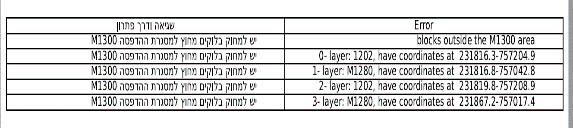 שגיאה ודרך פתרון Error
יש למחוק בלוקים מחוץ למסגרת ההדפסה M1300 blocks outside the M1300 area
יש למחוק בלוקים מחוץ למסגרת ההדפסה M1300 0- layer: 1202, have coordinates at 231816.3-757204.9
יש למחוק בלוקים מחוץ למסגרת ההדפסה M1300 1- layer: M1280, have coordinates at 231816.8-757042.8
יש למחוק בלוקים מחוץ למסגרת ההדפסה M1300 2- layer: 1202, have coordinates at 231819.8-757208.9
יש למחוק בלוקים מחוץ למסגרת ההדפסה M1300 3- layer: M1280, have coordinates at 231867.2-757017.4